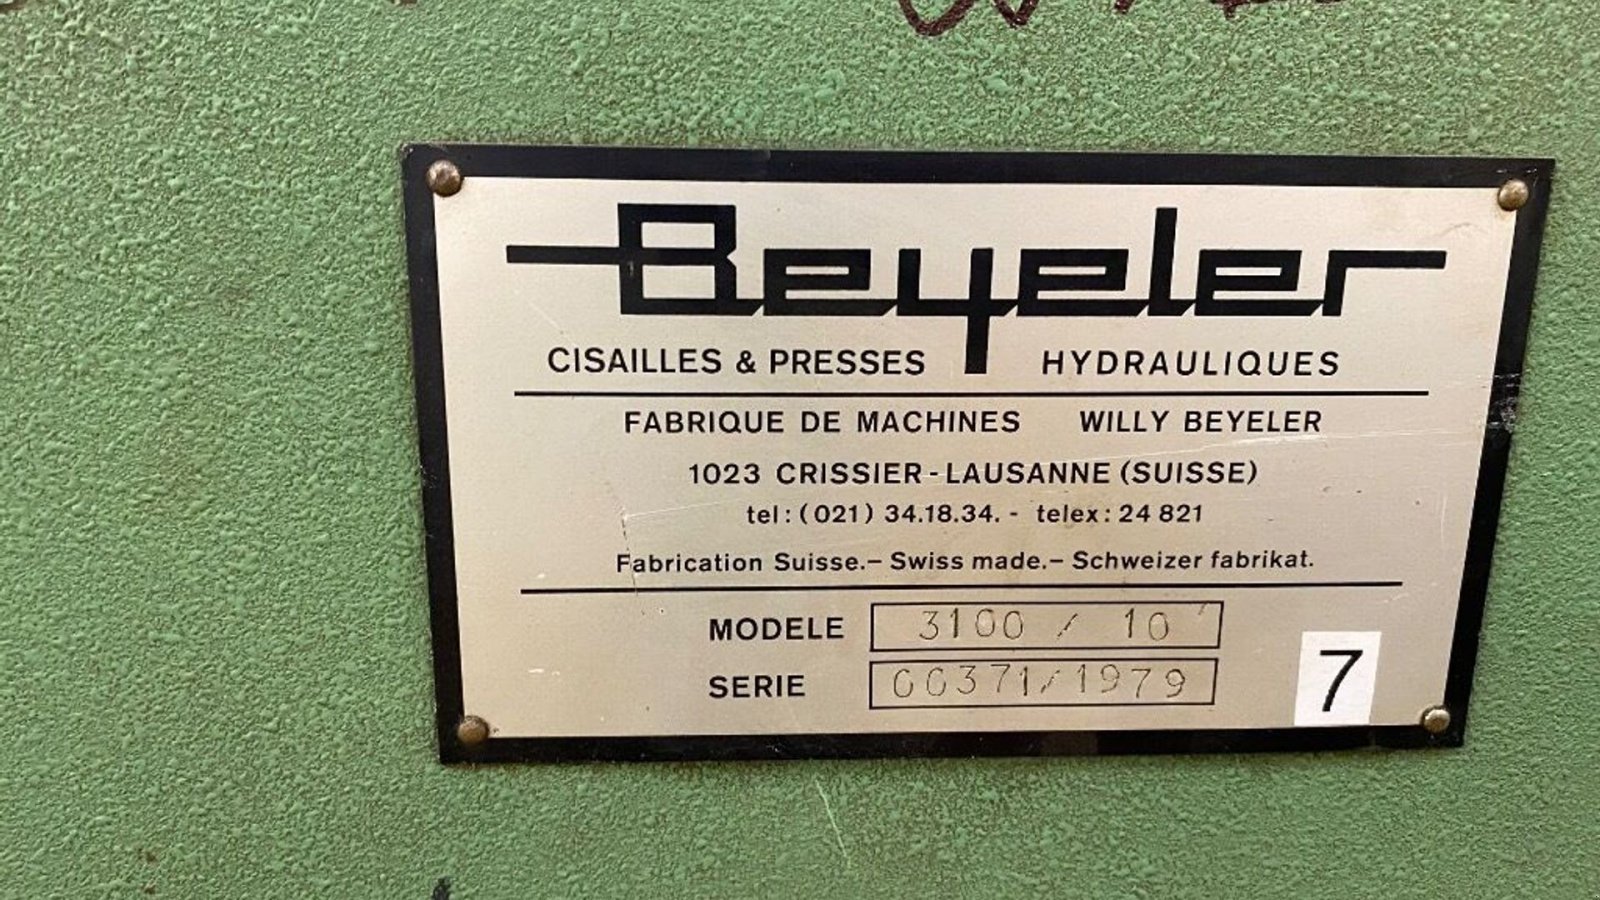 Beyeler
CISAILLES & PRESSES HYDRAULIQUES
FABRIQUE DE MACHINES WILLY BEYELER
1023 CRISSIER - LAUSANNE (SUISSE)
tel : (021) 34.18.34. - telex : 24 821
Fabrication Suisse.– Swiss made.– Schweizer fabrikat.
MODELE 3100 / 10
SERIE 00371/1979
7